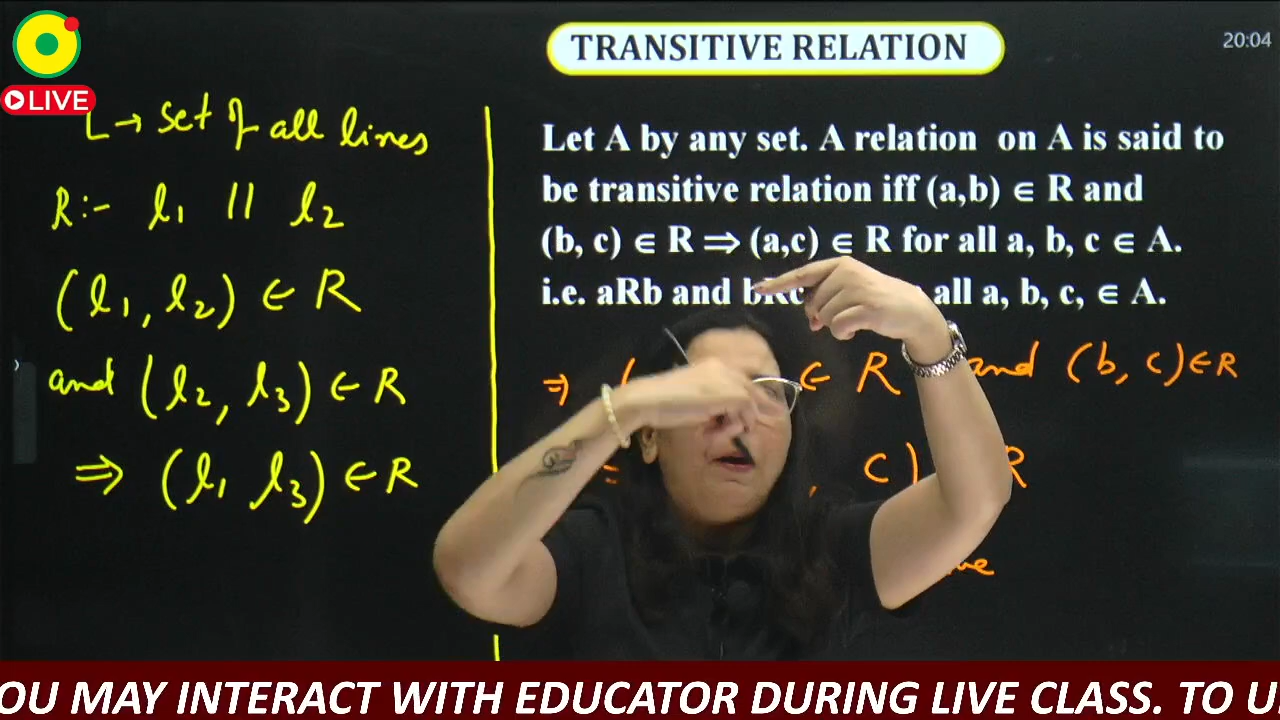 TRANSITIVE RELATION
20:04
LIVE
L → set of all lines
R:- l₁ || l₂
(l₁, l₂) ∈ R
and (l₂, l₃) ∈ R
⇒ (l₁ l₃) ∈ R
Let A by any set. A relation on A is said to
be transitive relation iff (a,b) ∈ R and
(b, c) ∈ R ⇒ (a,c) ∈ R for all a, b, c ∈ A.
i.e. aRb and bRc all a, b, c, ∈ A.
⇒ ( ∈ R and (b, c) ∈ R
, c) R
OU MAY INTERACT WITH EDUCATOR DURING LIVE CLASS. TO U